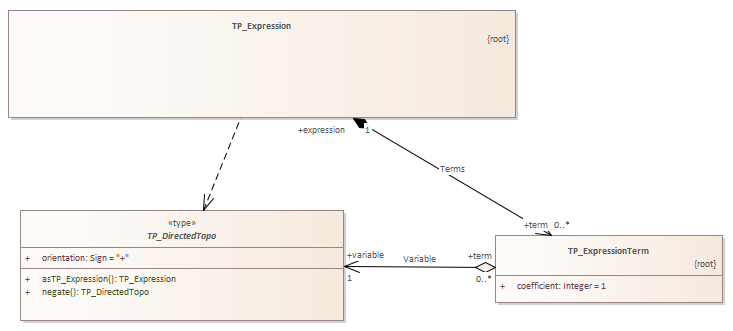 TP_Expression
{root}
+expression 1
Terms
+term 0..*
«type»
TP_DirectedTopo
+ orientation: Sign = "+"
+ asTP_Expression(): TP_Expression
+ negate(): TP_DirectedTopo
+variable
1
Variable
+term
0..*
TP_ExpressionTerm
{root}
+ coefficient: Integer = 1